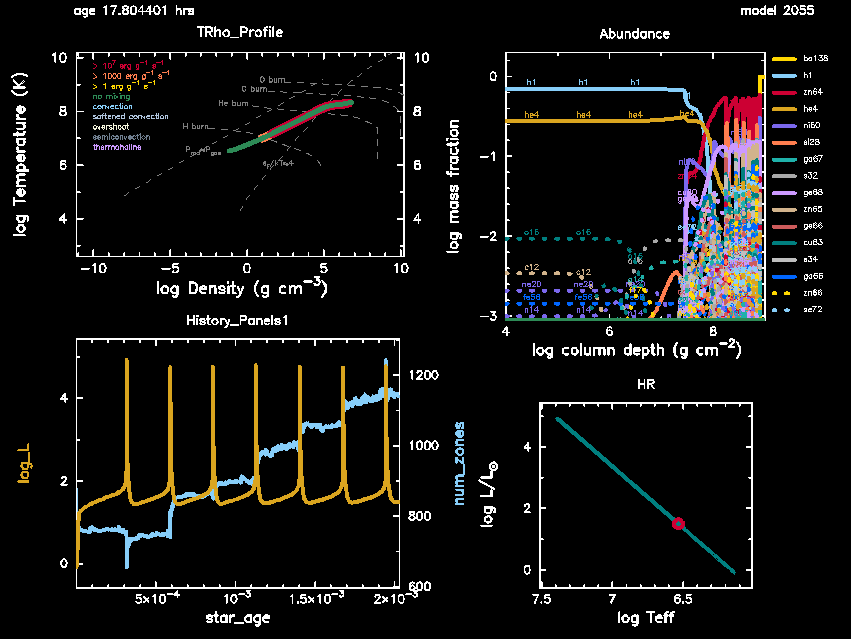 age 17.804401 hrs
model 2055
TRho_Profile
> 10^7 erg g^-1 s^-1
> 1000 erg g^-1 s^-1
> 1 erg g^-1 s^-1
no mixing
convection
softened convection
overshoot
semiconvection
thermohaline
O burn
C burn
He burn
H burn
10
8
6
4
10
8
6
4
−10
−5
0
5
10
log Temperature (K)
log Density (g cm^−3)
Abundance
h1 h1 h1
he4 he4 he4 he4
o16 o16
c12 c12
ne20 ne20
fe56 fe56
n14 n14 n14
0
−1
−2
−3
4
6
8
log mass fraction
log column depth (g cm^−2)
ba138
h1
zn64
he4
ni60
si28
ga67
s32
ge68
zn65
ge66
cu63
s34
ga65
zn66
se72
History_Panels1
4
2
0
1200
1000
800
600
5×10^−4
10^−3
1.5×10^−3
2×10^−3
log_L
num_zones
star_age
HR
4
2
0
7.5
7
6.5
log L/L☉
log Teff